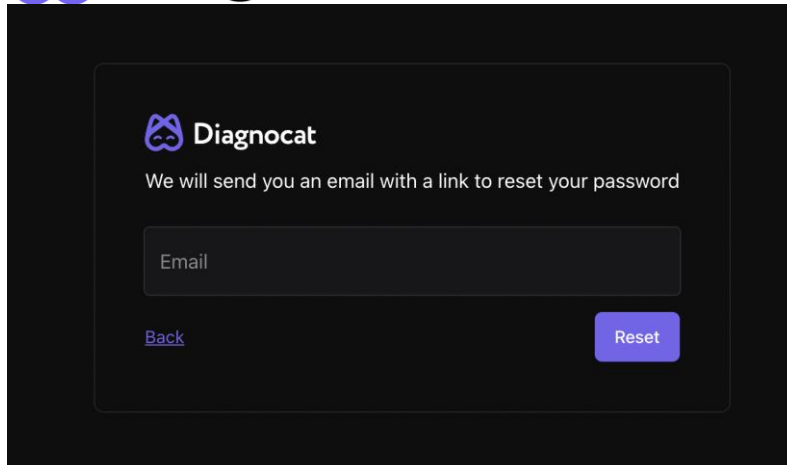 Diagnocat
We will send you an email with a link to reset your password
Email
Back
Reset